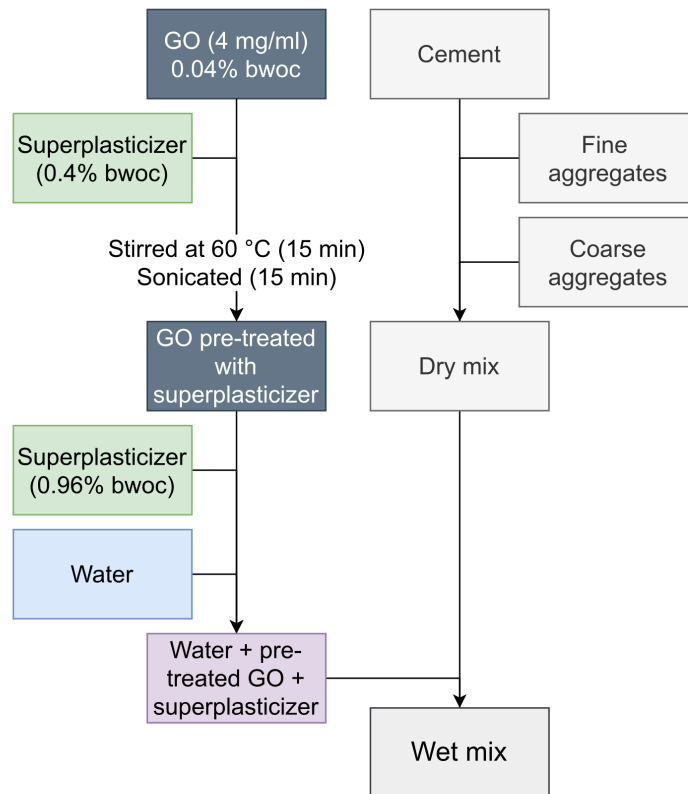 GO (4 mg/ml)
0.04% bwoc
Cement
Superplasticizer
(0.4% bwoc)
Fine
aggregates
Stirred at 60 °C (15 min)
Sonicated (15 min)
Coarse
aggregates
GO pre-treated
with
superplasticizer
Dry mix
Superplasticizer
(0.96% bwoc)
Water
Water + pre-
treated GO +
superplasticizer
Wet mix